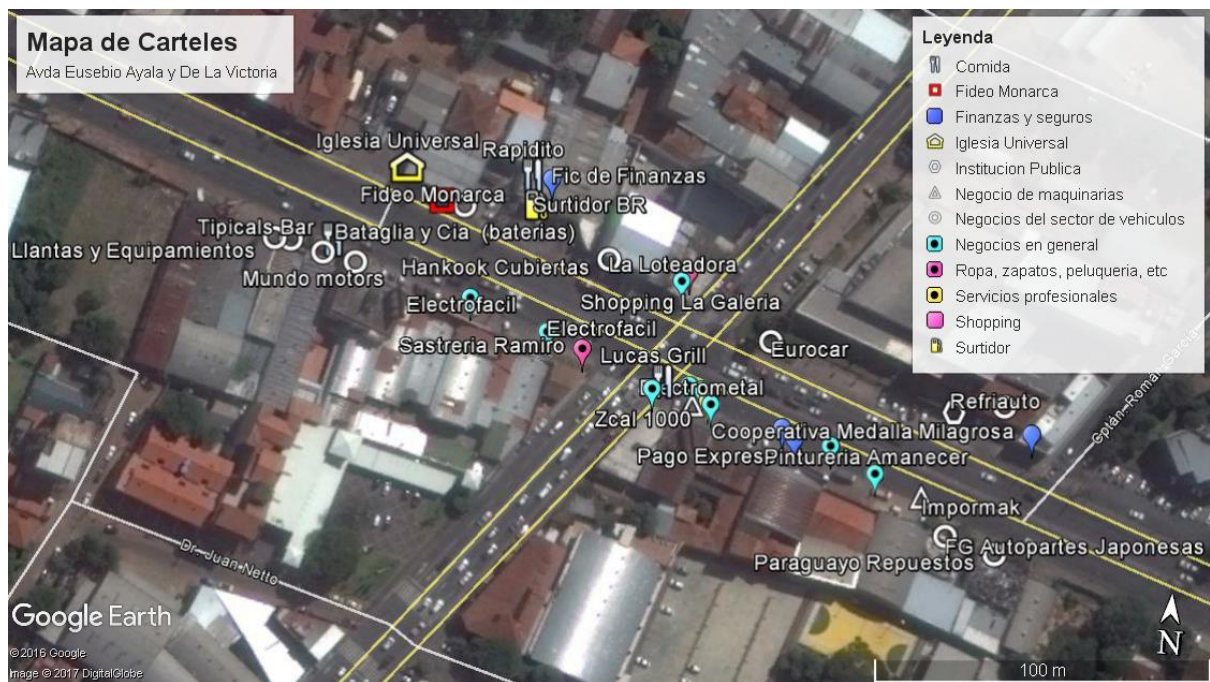 Mapa de Carteles
Avda Eusebio Ayala y De La Victoria
Leyenda
Comida
Fideo Monarca
Finanzas y seguros
Iglesia Universal
Institucion Publica
Negocio de maquinarias
Negocios del sector de vehiculos
Negocios en general
Ropa, zapatos, peluqueria, etc
Servicios profesionales
Shopping
Surtidor
Iglesia Universal
Rapidito
Fic de Finanzas
Fideo Monarca
Surtidor BR
Tipicals Bar
Bataglia y Cia (baterias)
Llantas y Equipamientos
Mundo motors
Hankook Cubiertas
La Loteadora
Electrofacil
Shopping La Galeria
Electrofacil
Sastreria Ramiro
Lucas Grill
Eurocar
Electrometal
Refriauto
Zcal 1000
Cooperativa Medalla Milagrosa
Pago Expres
Pintureria Amanecer
Impormak
FG Autopartes Japonesas
Paraguayo Repuestos
Dr. Juan Netto
Google Earth
© 2016 Google
Image © 2017 DigitalGlobe
N
100 m